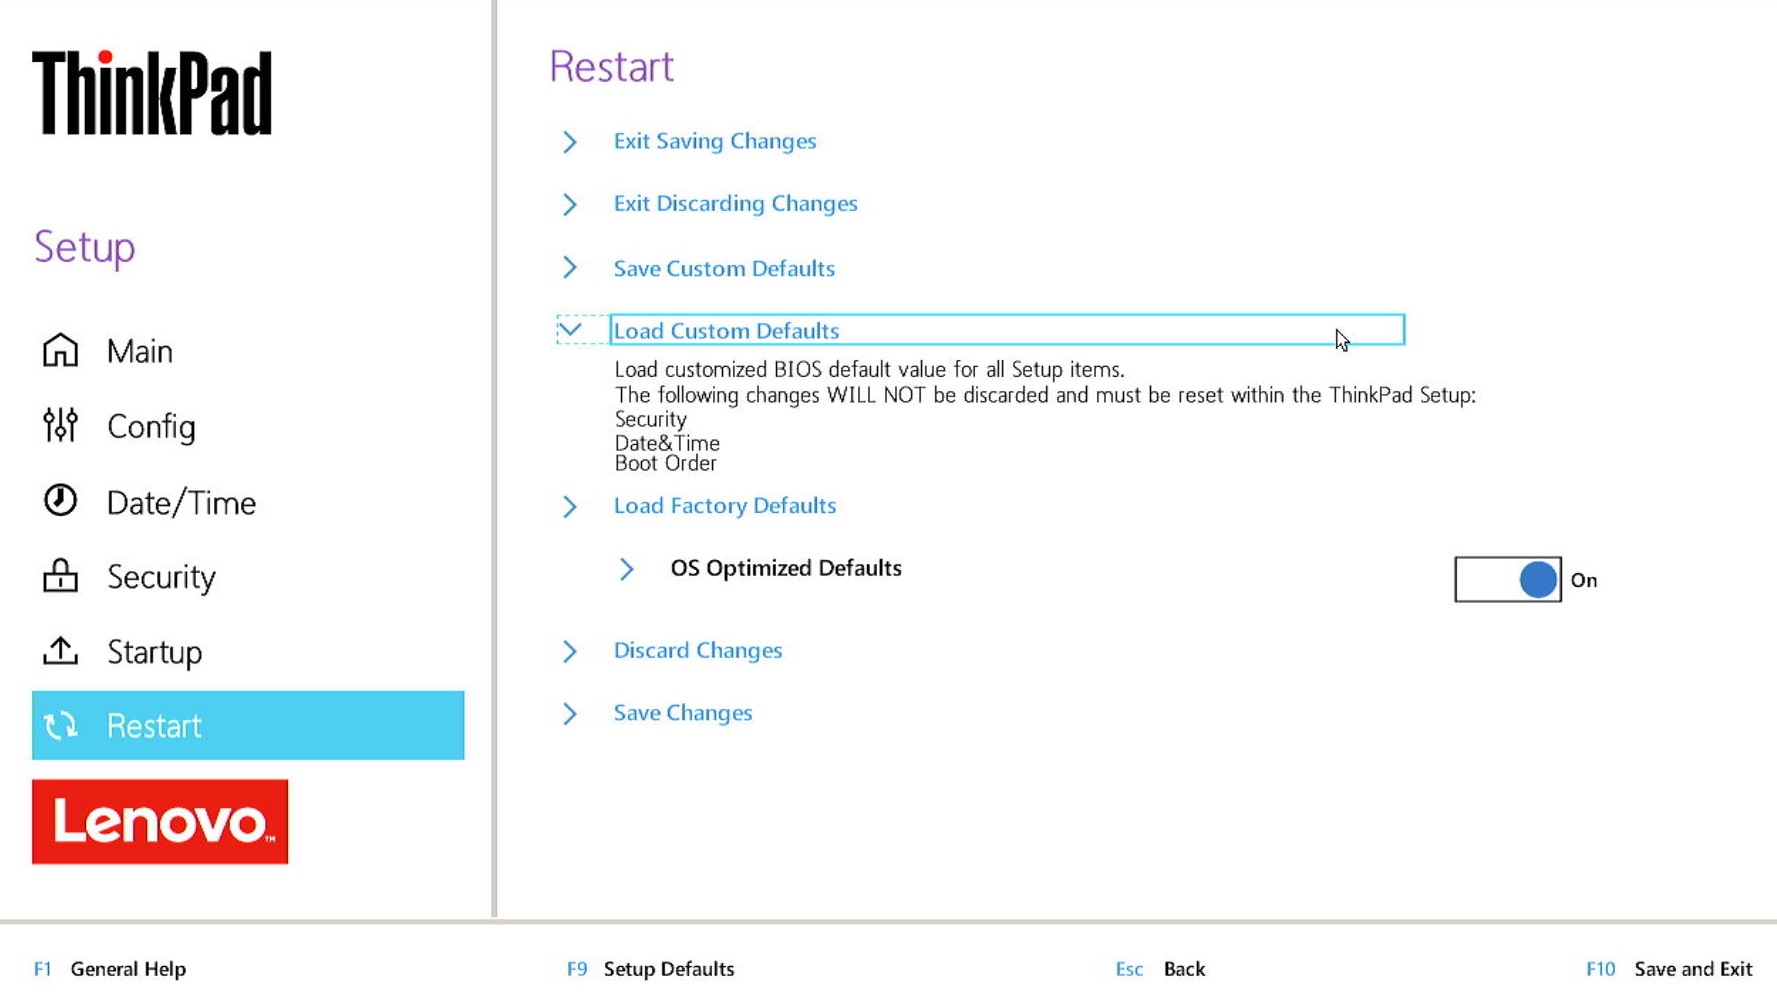 ThinkPad
Setup
Main
Config
Date/Time
Security
Startup
Restart
Lenovo™
Restart
Exit Saving Changes
Exit Discarding Changes
Save Custom Defaults
Load Custom Defaults
Load customized BIOS default value for all Setup items.
The following changes WILL NOT be discarded and must be reset within the ThinkPad Setup:
Security
Date&Time
Boot Order
Load Factory Defaults
OS Optimized Defaults On
Discard Changes
Save Changes
F1 General Help F9 Setup Defaults Esc Back F10 Save and Exit